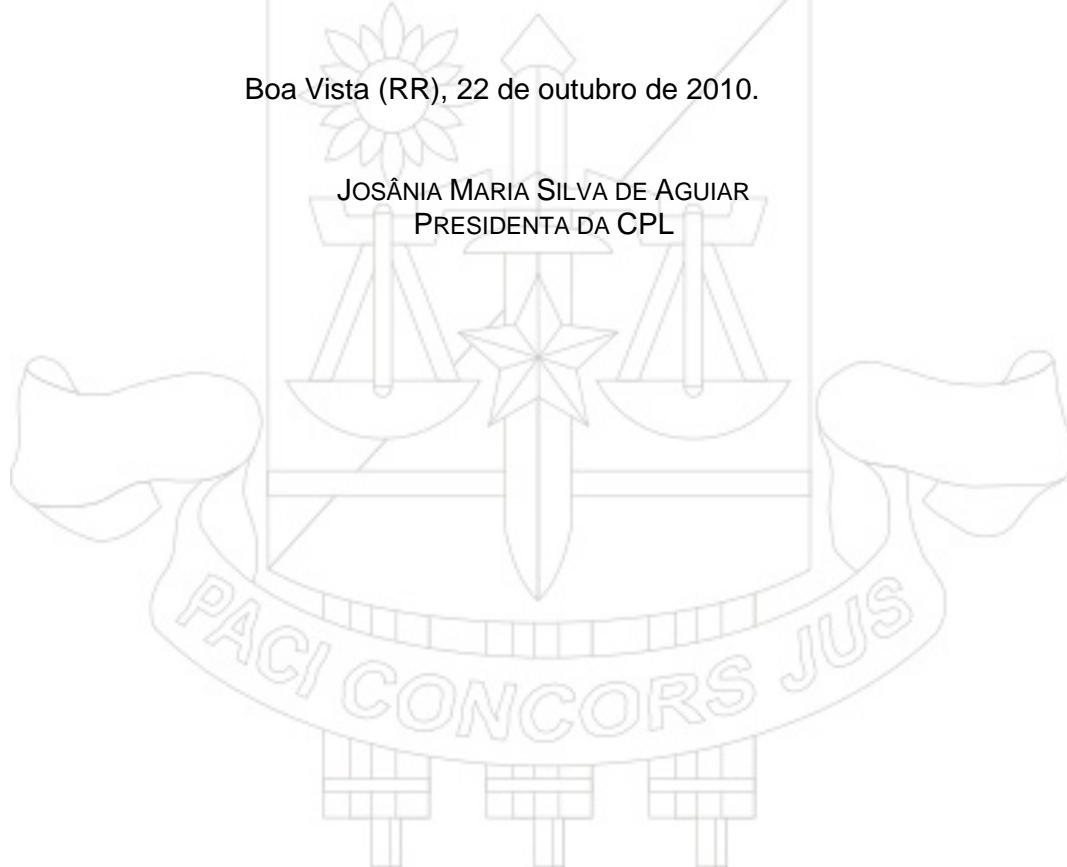 Boa Vista (RR), 22 de outubro de 2010.
JOSÂNIA MARIA SILVA DE AGUIAR
PRESIDENTA DA CPL
PACI CONCORS JUS